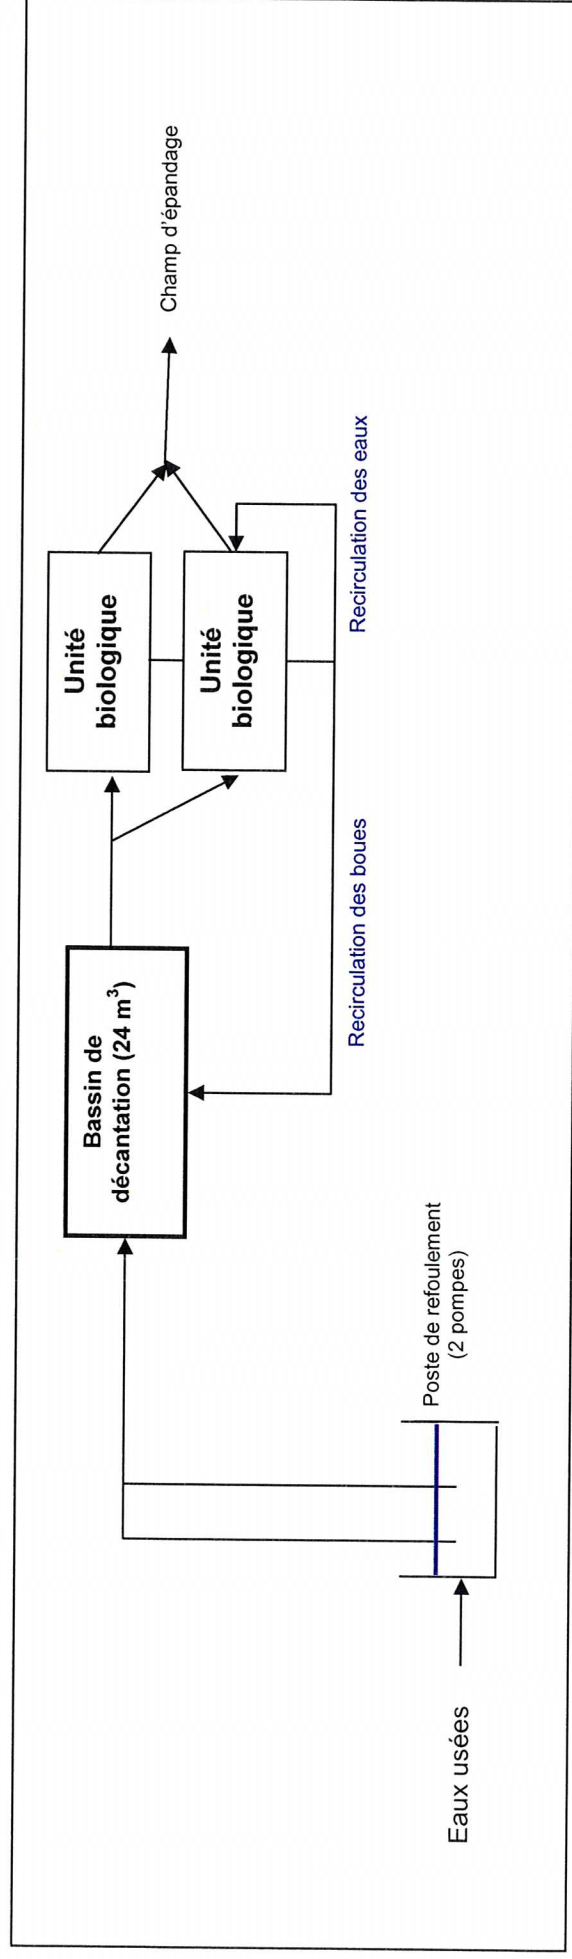 Eaux usées
Poste de refoulement
(2 pompes)
Bassin de
décantation (24 m³)
Recirculation des boues
Unité
biologique
Unité
biologique
Recirculation des eaux
Champ d'épandage